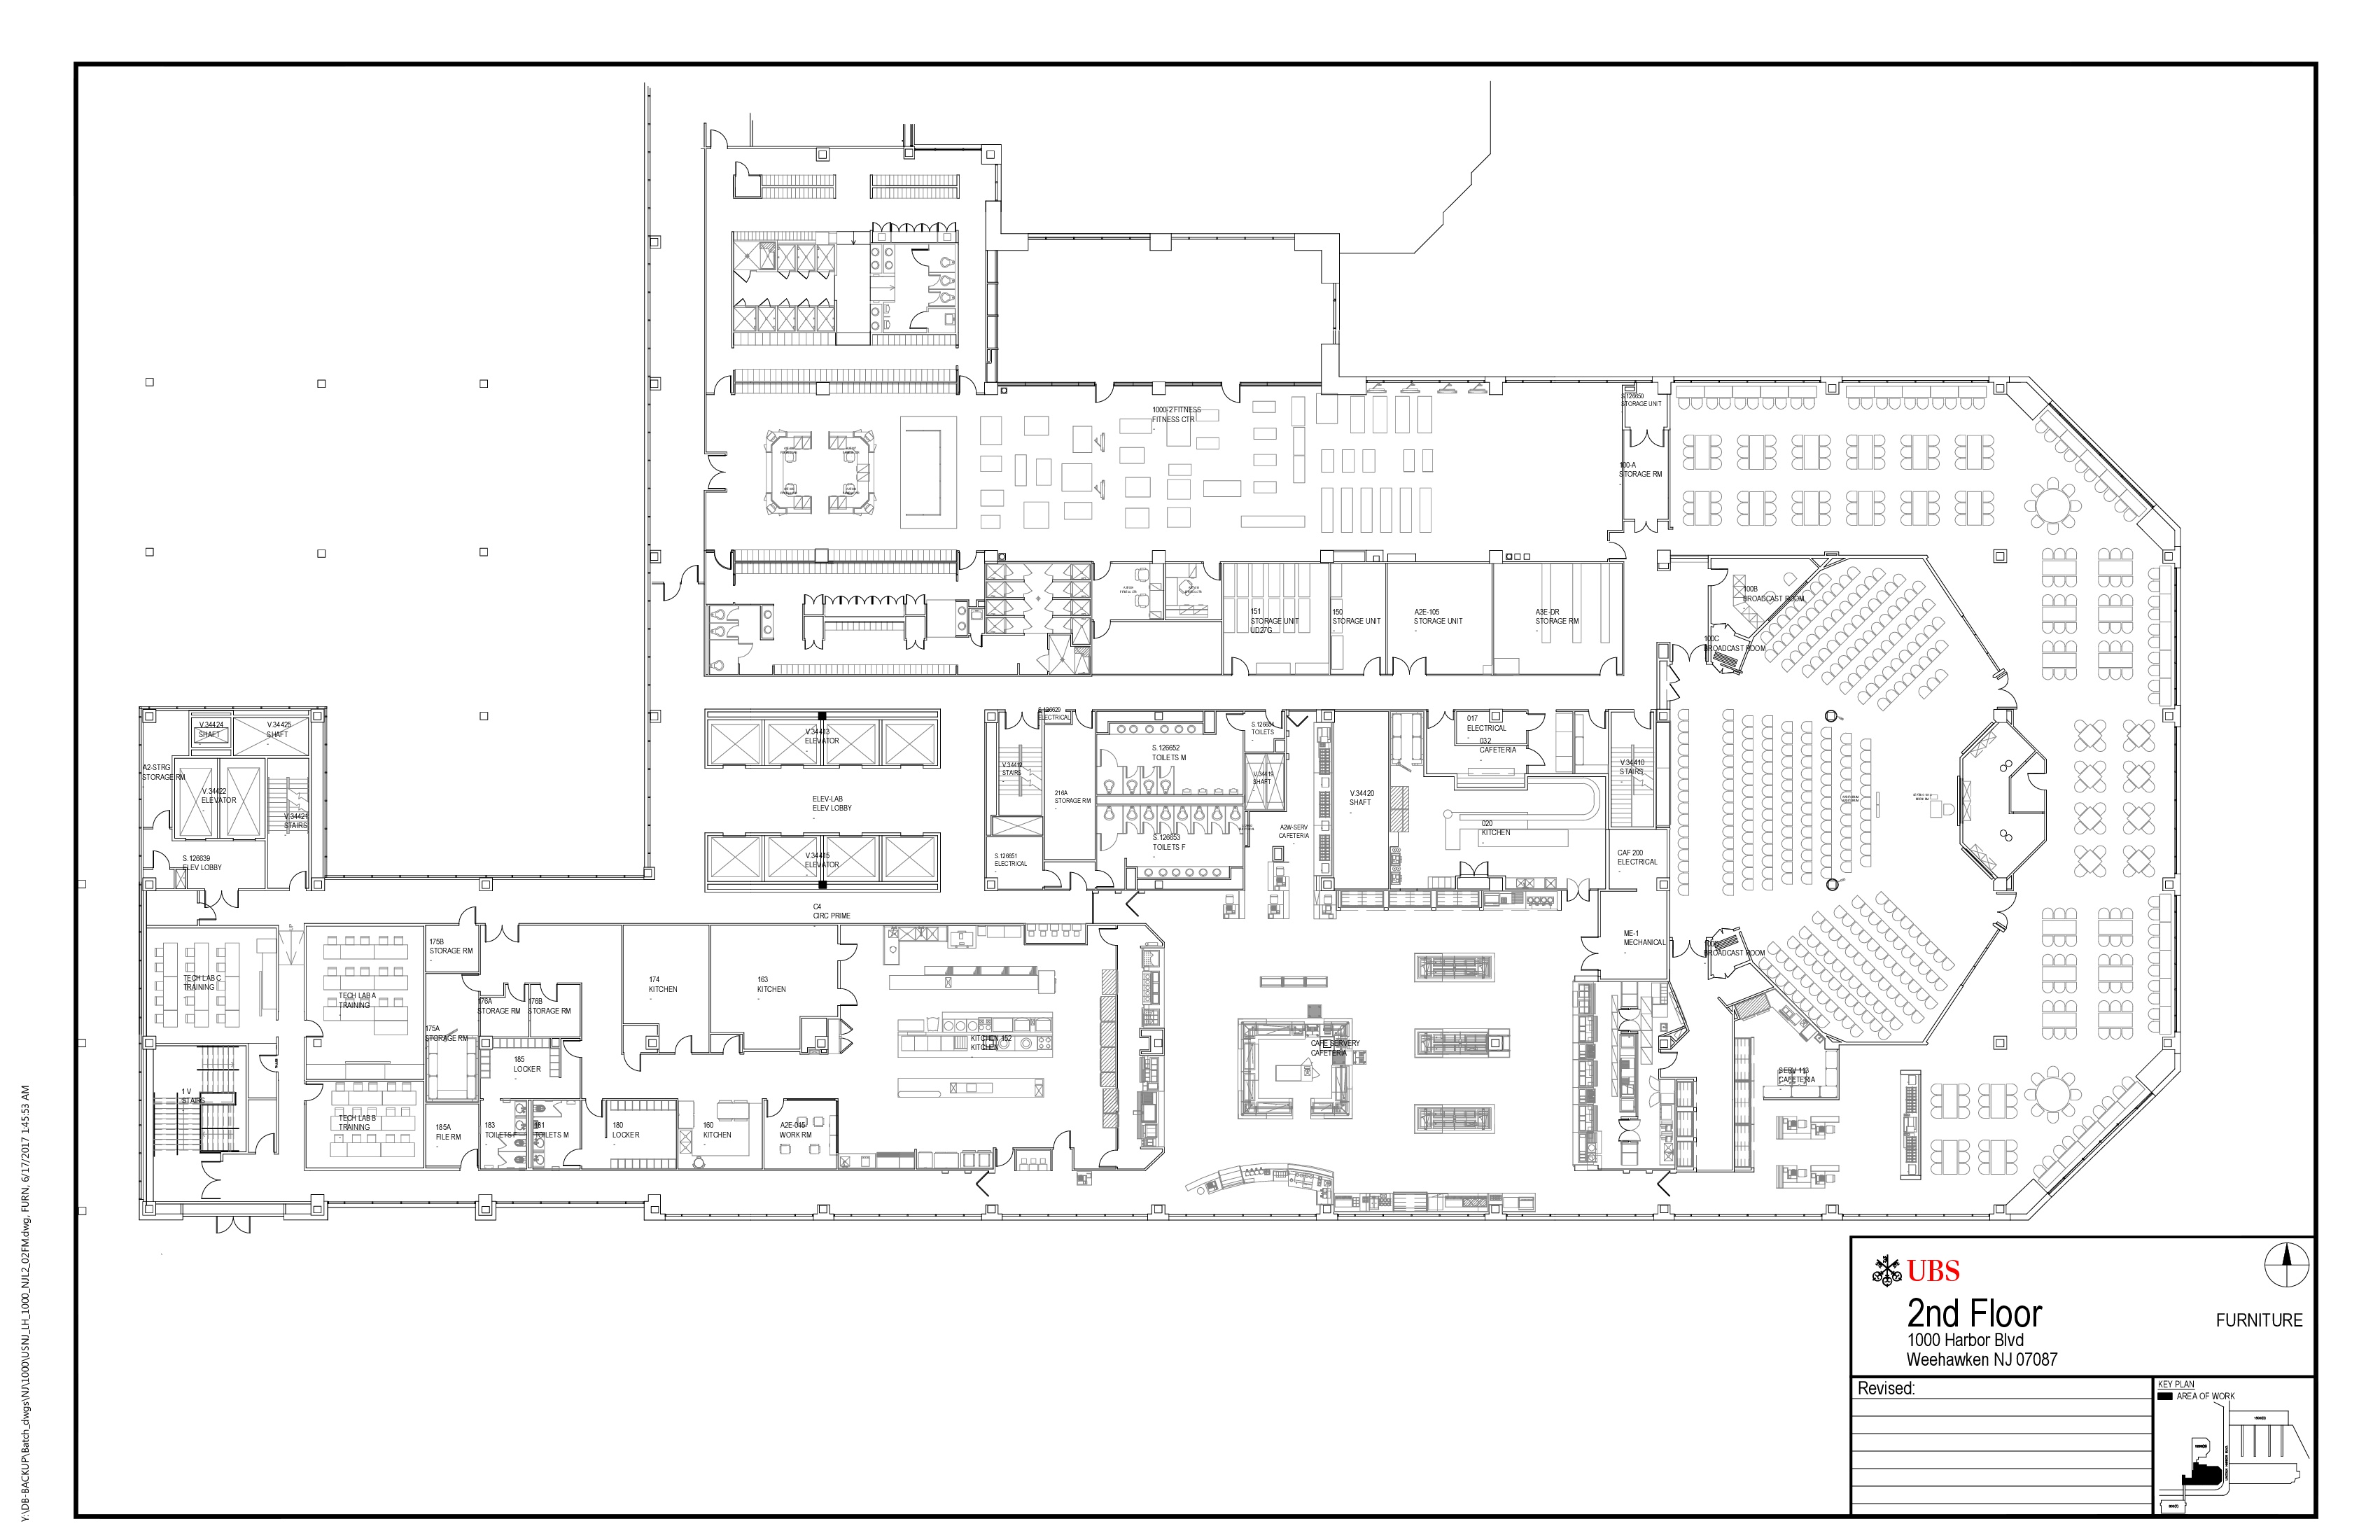 1000-2 FITNESS
FITNESS CTR
S.126650
STORAGE UNIT
100-A
STORAGE RM
151
STORAGE UNIT
UD27G
150
STORAGE UNIT
A2E-105
STORAGE UNIT
A3E-DR
STORAGE RM
100B
BROADCAST ROOM
100C
BROADCAST ROOM
V.34424
SHAFT
V.34425
SHAFT
A2-STRG
STORAGE RM
V.34422
ELEVATOR
V.34421
STAIRS
S.126639
ELEV LOBBY
V.34413
ELEVATOR
ELEV-LAB
ELEV LOBBY
V.34415
ELEVATOR
C4
CIRC PRIME
S.126629
ELECTRICAL
V.34412
STAIRS
216A
STORAGE RM
S.126651
ELECTRICAL
S.126652
TOILETS M
S.126653
TOILETS F
S.126654
TOILETS
V.34419
SHAFT
A2W-SERV
CAFETERIA
V.34420
SHAFT
017
ELECTRICAL
032
CAFETERIA
020
KITCHEN
V.34410
STAIRS
CAF 200
ELECTRICAL
ME-1
MECHANICAL
BROADCAST ROOM
TECH LAB C
TRAINING
TECH LAB A
TRAINING
TECH LAB B
TRAINING
1 V
STAIRS
175B
STORAGE RM
175A
STORAGE RM
176A
STORAGE RM
176B
STORAGE RM
174
KITCHEN
163
KITCHEN
KITCHEN 152
KITCHEN
185
LOCKER
185A
FILE RM
183
TOILETS F
181
TOILETS M
180
LOCKER
160
KITCHEN
A2E-015
WORK RM
CAFE SERVERY
CAFETERIA
SERV-113
CAFETERIA
UBS
2nd Floor
1000 Harbor Blvd
Weehawken NJ 07087
FURNITURE
Revised:
KEY PLAN
AREA OF WORK
Y:\DB-BACKUP\Batch_dwgs\NJ\1000\USNJ_LH_1000_NJL2_02FM.dwg, FURN, 6/17/2017 1:45:53 AM